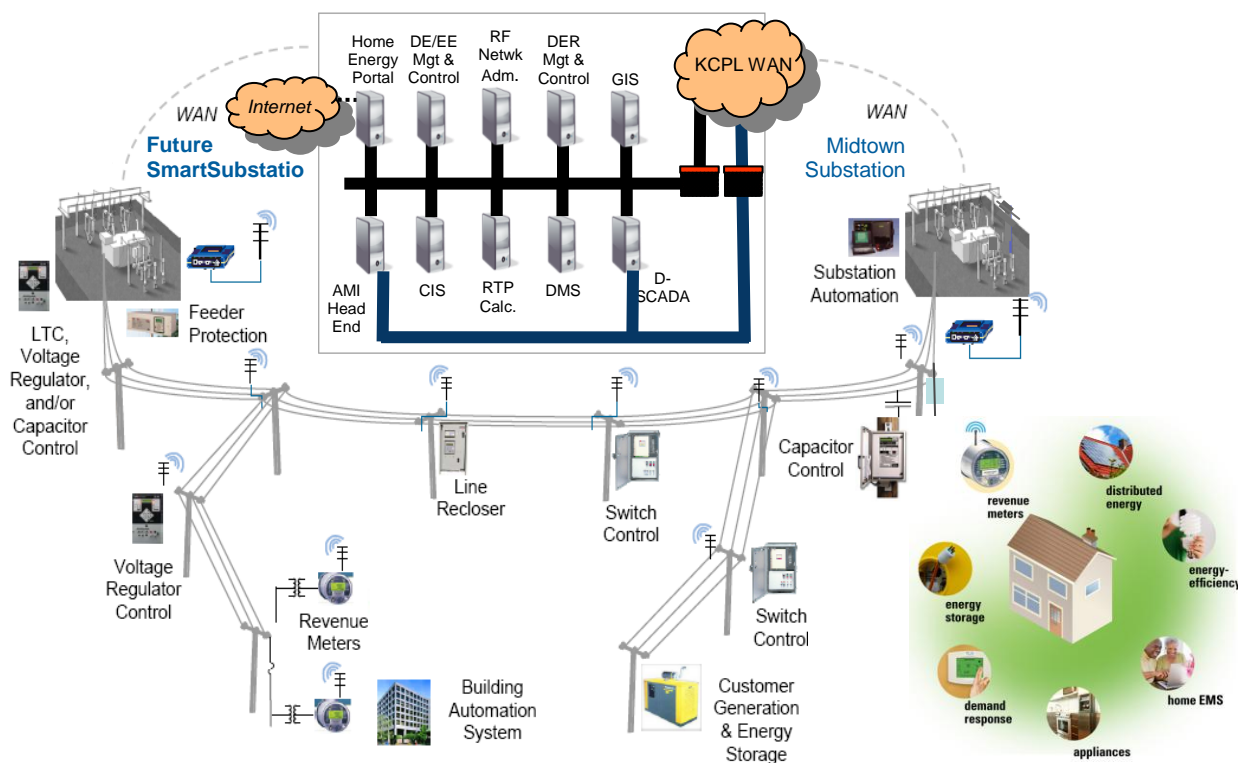 Home
Energy
Portal
DE/EE
Mgt &
Control
RF
Netwk
Adm.
DER
Mgt &
Control
GIS
KCPL WAN
WAN
Internet
WAN
Future
SmartSubstatio
Midtown
Substation
AMI
Head
End
CIS
RTP
Calc.
DMS
D-
SCADA
Substation
Automation
Feeder
Protection
LTC,
Voltage
Regulator,
and/or
Capacitor
Control
Line
Recloser
Switch
Control
Capacitor
Control
Voltage
Regulator
Control
Revenue
Meters
Building
Automation
System
Switch
Control
Customer
Generation
& Energy
Storage
revenue
meters
distributed
energy
energy-
efficiency
energy
storage
demand
response
home EMS
appliances